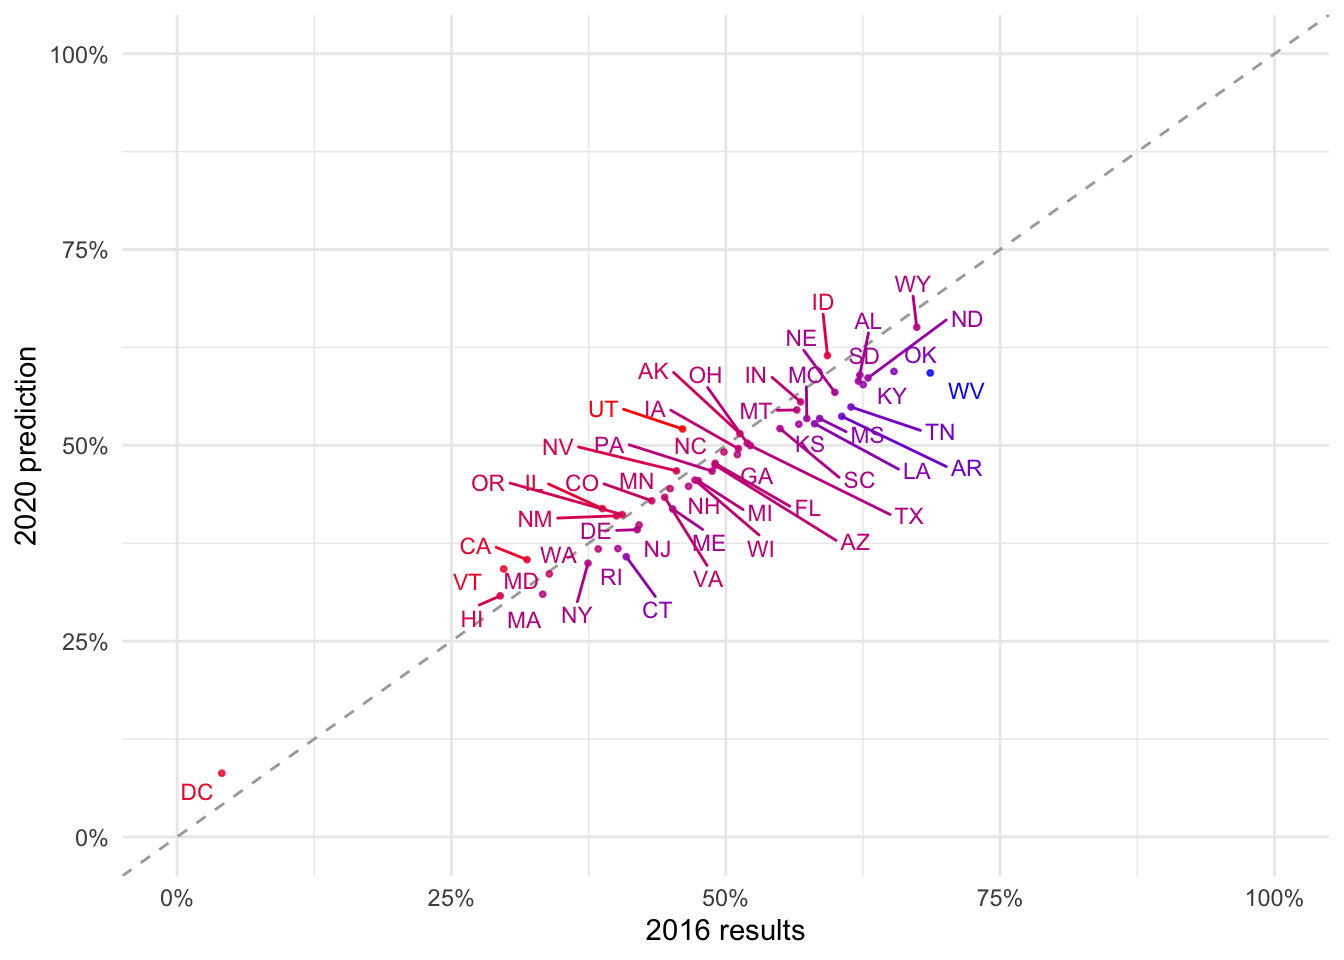 100%
75%
50%
25%
0%
2020 prediction
WY
ID
AL
ND
NE
SD
OK
AK
OH
IN
MO
WV
KY
UT
IA
MT
NV
PA
NC
KS
MS
TN
LA
AR
OR
IL
CO
MN
GA
SC
NM
NH
MI
FL
TX
DE
CA
WA
NJ
ME
WI
AZ
VT
MD
RI
VA
HI
MA
NY
CT
DC
0%
25%
50%
75%
100%
2016 results